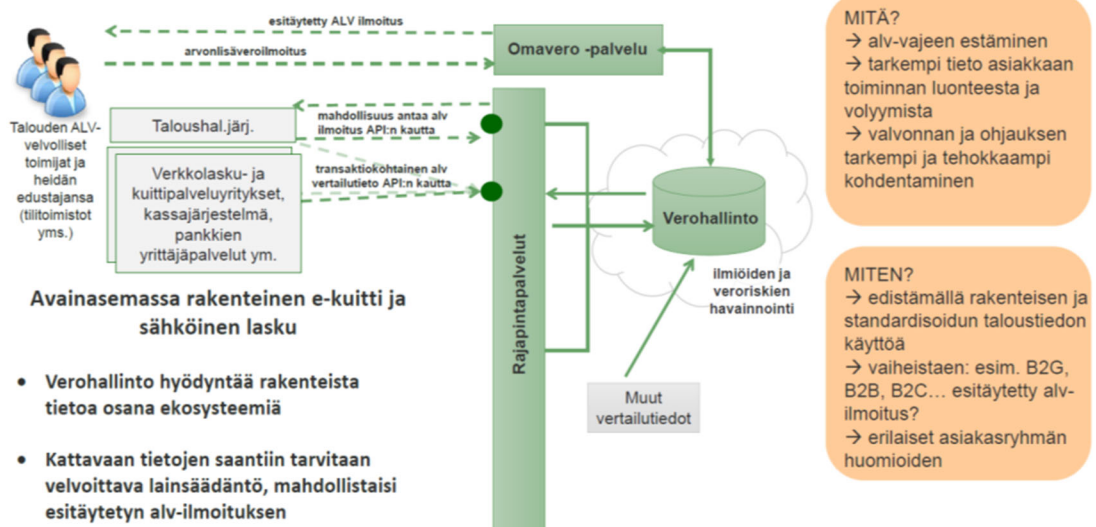 esitäytetty ALV ilmoitus
arvonlisäveroilmoitus
Omavero -palvelu
Talouden ALV-
velvolliset
toimijat ja
heidän
edustajansa
(tilitoimistot
yms.)
Taloushal.järj.
mahdollisuus antaa alv
ilmoitus API:n kautta
Verkkolasku- ja
kuittipalveluyritykset,
kassajärjestelmä,
pankkien
yrittäjäpalvelut ym.
transaktiokohtainen alv
vertailutieto API:n kautta
Rajapintapalvelut
Verohallinto
ilmiöiden ja
veroriskien
havainnointi
Muut
vertailutiedot
Avainasemassa rakenteinen e-kuitti ja
sähköinen lasku
• Verohallinto hyödyntää rakenteista
tietoa osana ekosysteemiä
• Kattavaan tietojen saantiin tarvitaan
velvoittava lainsäädäntö, mahdollistaisi
esitäytetyn alv-ilmoituksen
MITÄ?
→ alv-vajeen estäminen
→ tarkempi tieto asiakkaan
toiminnan luonteesta ja
volyymista
→ valvonnan ja ohjauksen
tarkempi ja tehokkaampi
kohdentaminen
MITEN?
→ edistämällä rakenteisen ja
standardisoidun taloustiedon
käyttöä
→ vaiheistaen: esim. B2G,
B2B, B2C… esitäytetty alv-
ilmoitus?
→ erilaiset asiakasryhmän
huomioiden